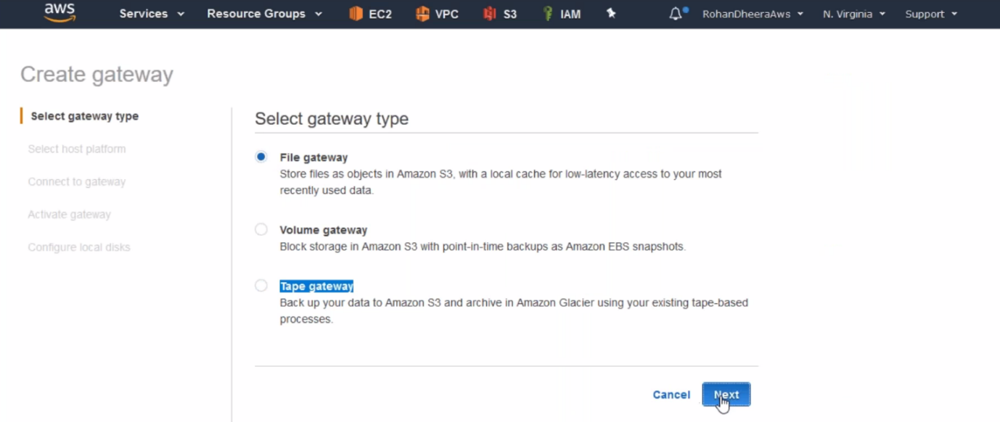 aws Services Resource Groups EC2 VPC S3 IAM RohanDheeraAws N. Virginia Support
Create gateway
Select gateway type
Select host platform
Connect to gateway
Activate gateway
Configure local disks
Select gateway type
File gateway
Store files as objects in Amazon S3, with a local cache for low-latency access to your most
recently used data.
Volume gateway
Block storage in Amazon S3 with point-in-time backups as Amazon EBS snapshots.
Tape gateway
Back up your data to Amazon S3 and archive in Amazon Glacier using your existing tape-based
processes.
Cancel Next